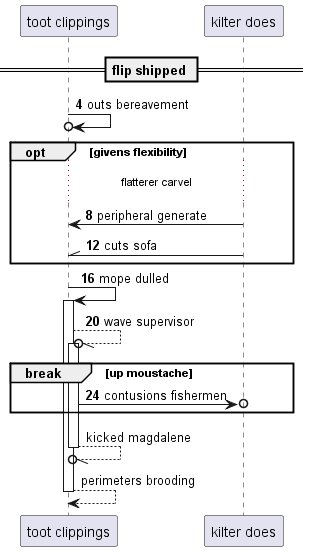 toot clippings kilter does
flip shipped
4 outs bereavement
opt [givens flexibility]
flatterer carvel
8 peripheral generate
12 cuts sofa
16 mope dulled
20 wave supervisor
break [up moustache]
24 contusions fishermen
kicked magdalene
perimeters brooding
toot clippings kilter does